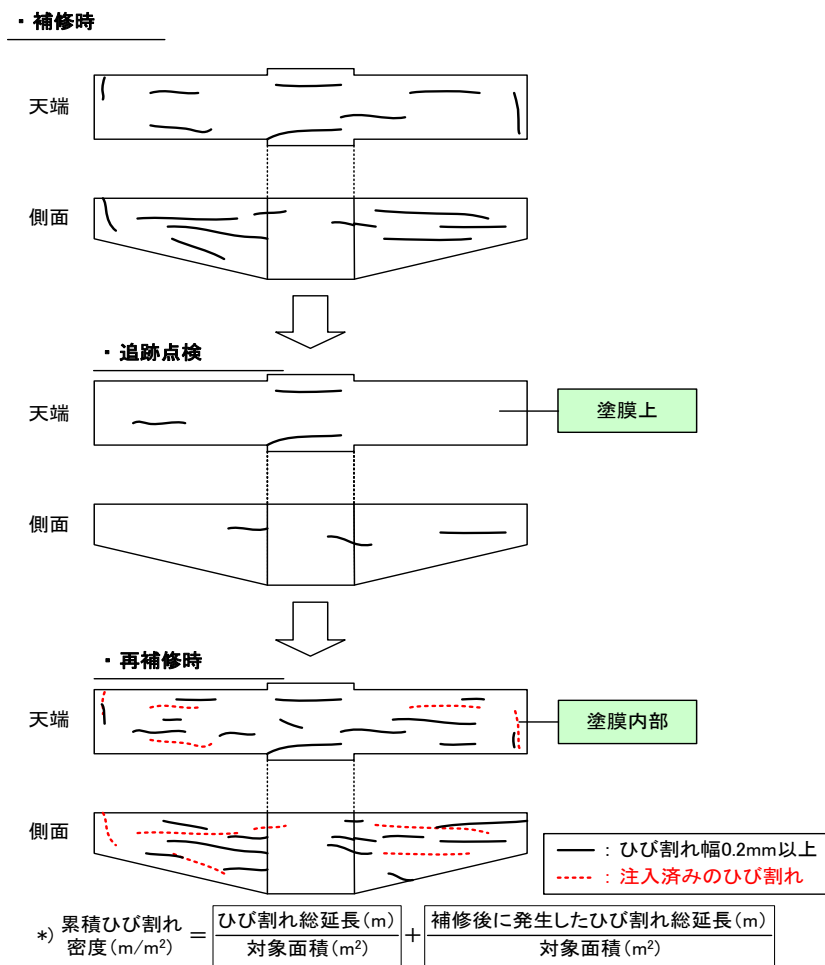 ・補修時
天端
側面
・追跡点検
天端
塗膜上
側面
・再補修時
天端
塗膜内部
側面
：ひび割れ幅0.2mm以上
：注入済みのひび割れ
*) 累積ひび割れ密度(m/m²) = ひび割れ総延長(m) / 対象面積(m²) + 補修後に発生したひび割れ総延長(m) / 対象面積(m²)